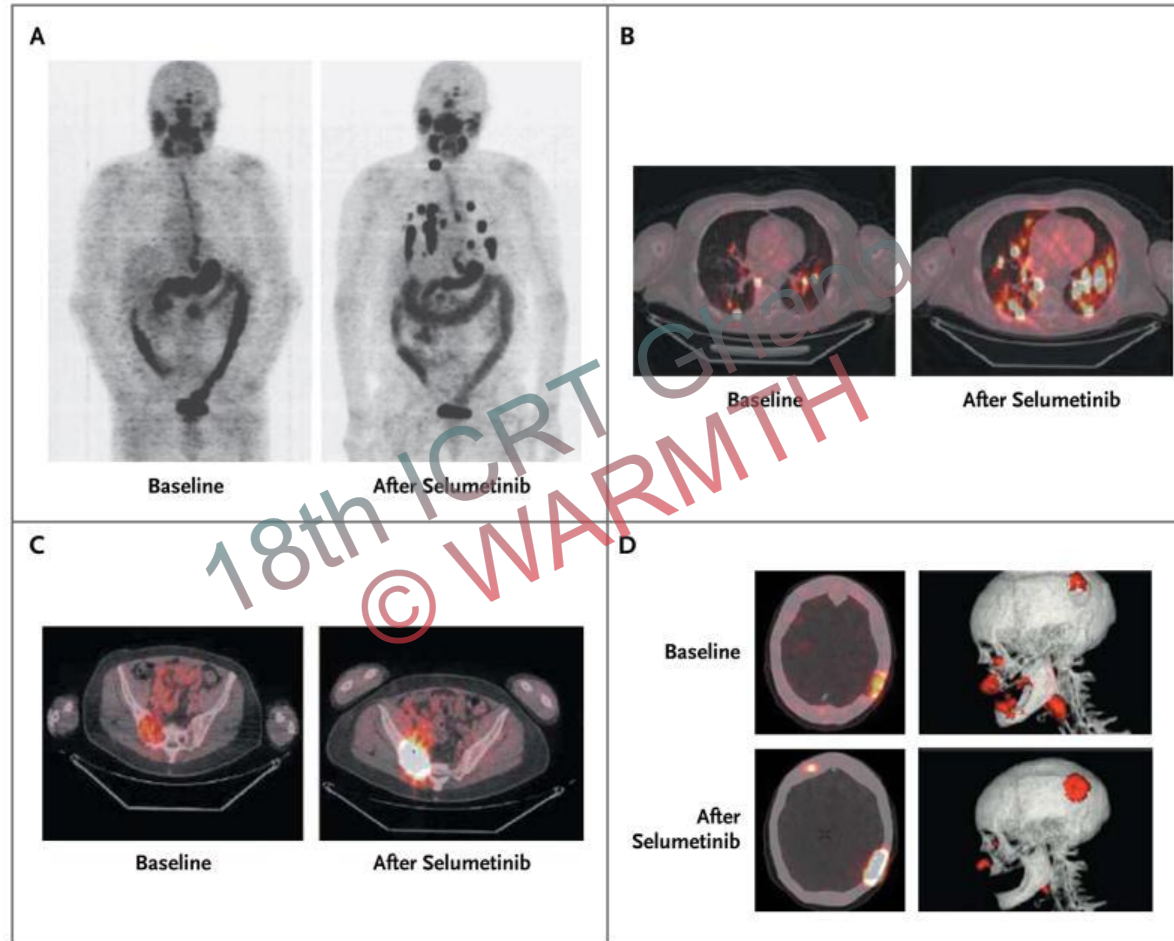 A
Baseline
After Selumetinib
B
Baseline
After Selumetinib
C
Baseline
After Selumetinib
D
Baseline
After
Selumetinib
18th ICRT Ghana
© WARMTH